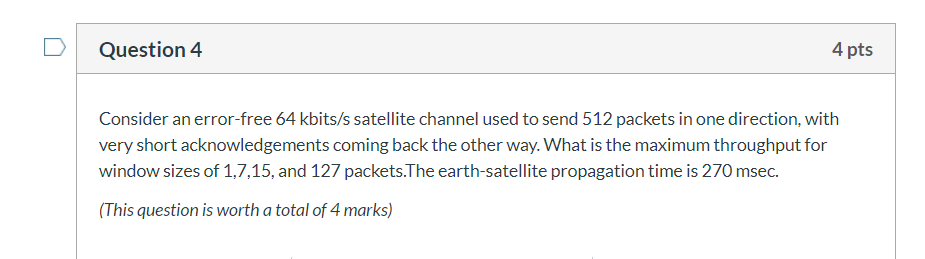 Question 4
4 pts
Consider an error-free 64 kbits/s satellite channel used to send 512 packets in one direction, with
very short acknowledgements coming back the other way. What is the maximum throughput for
window sizes of 1,7,15, and 127 packets.The earth-satellite propagation time is 270 msec.
(This question is worth a total of 4 marks)